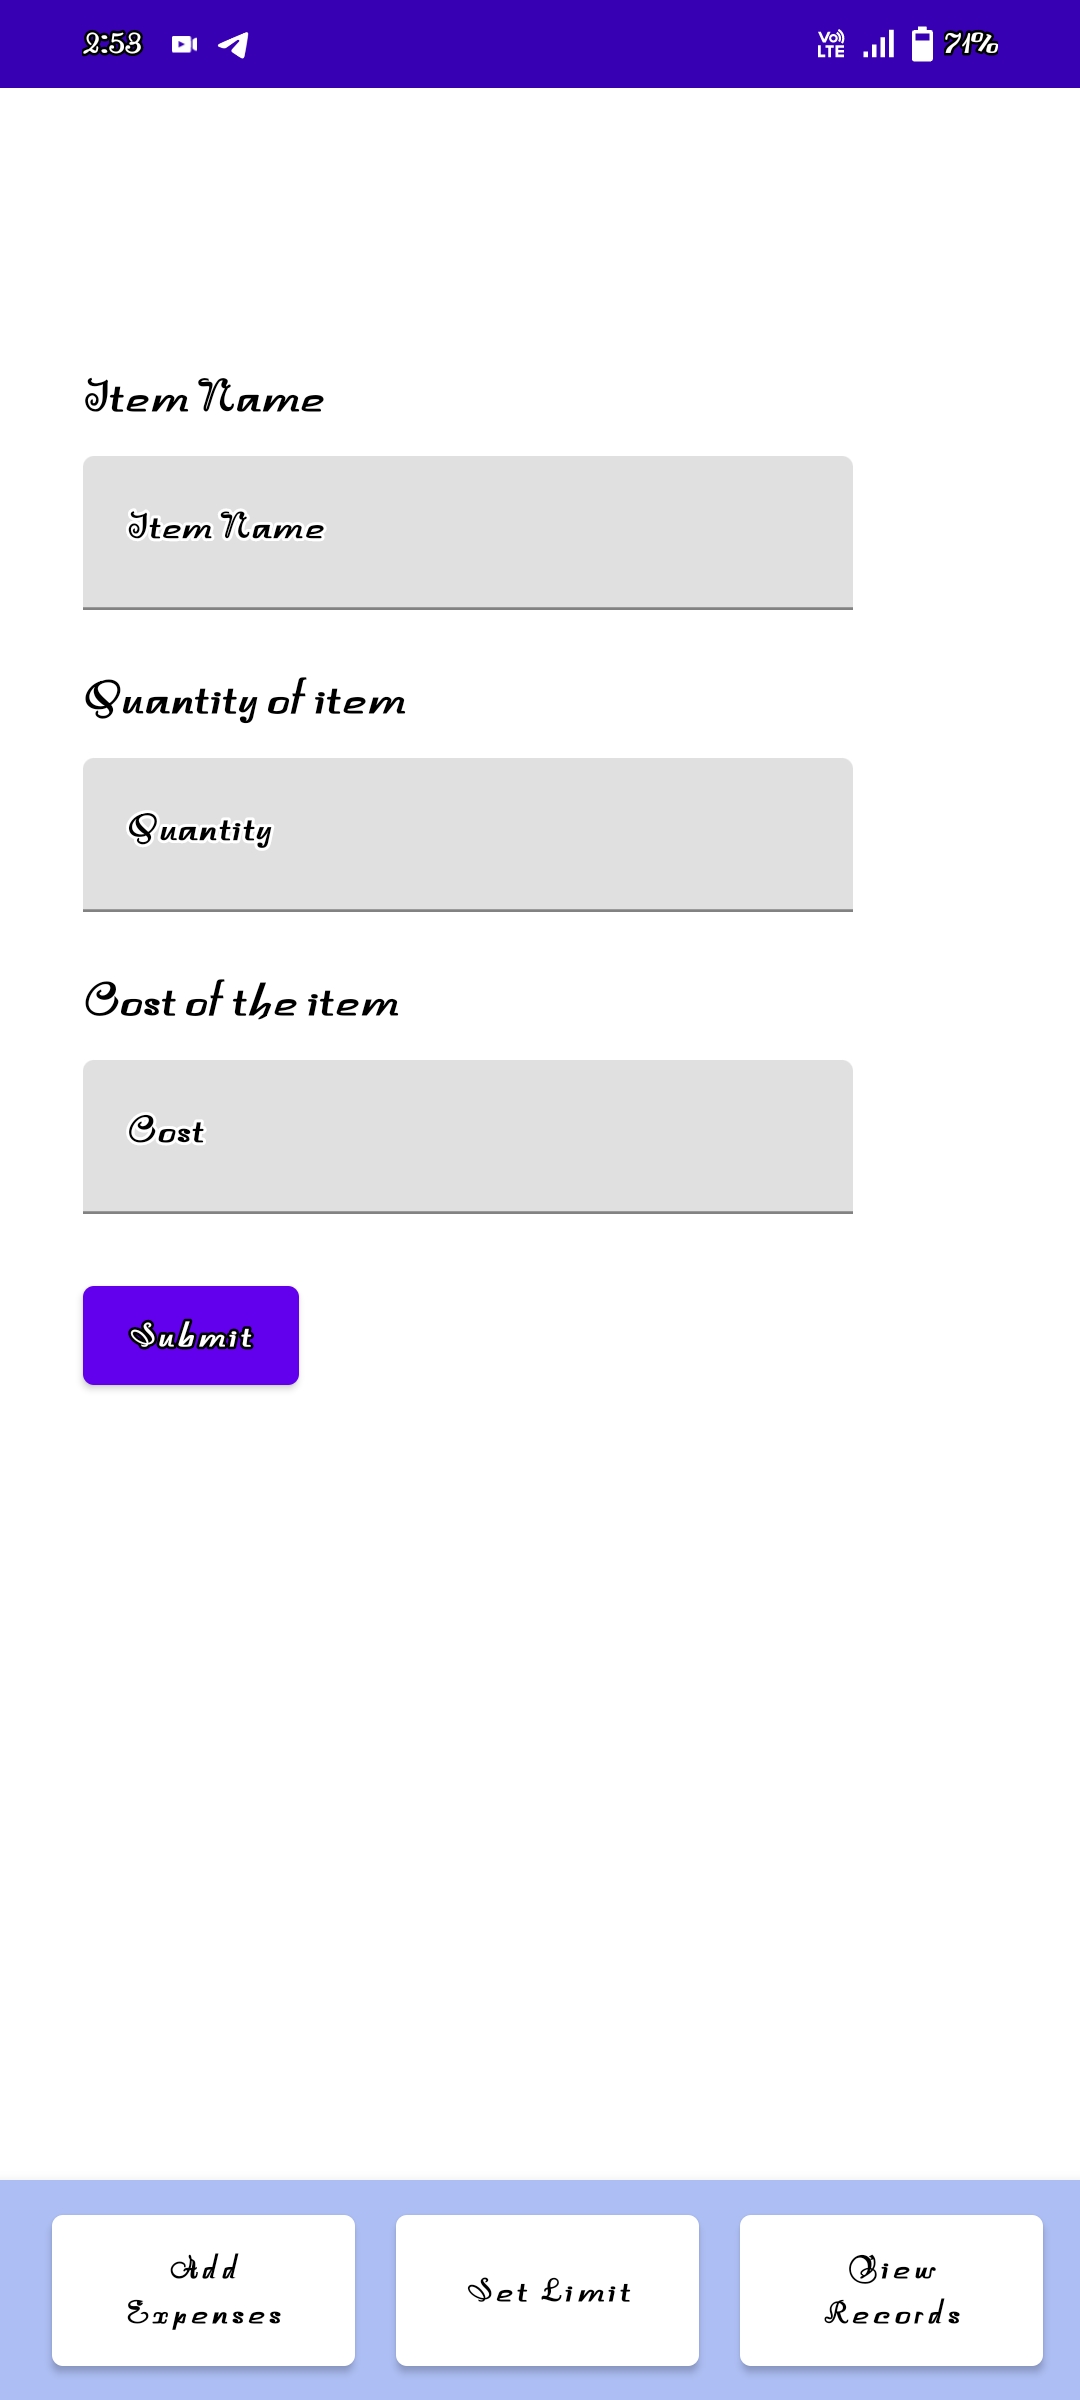 2:53 Vo) LTE 71%
Item Name
Item Name
Quantity of item
Quantity
Cost of the item
Cost
Submit
Add
Expenses
Set Limit
View
Records